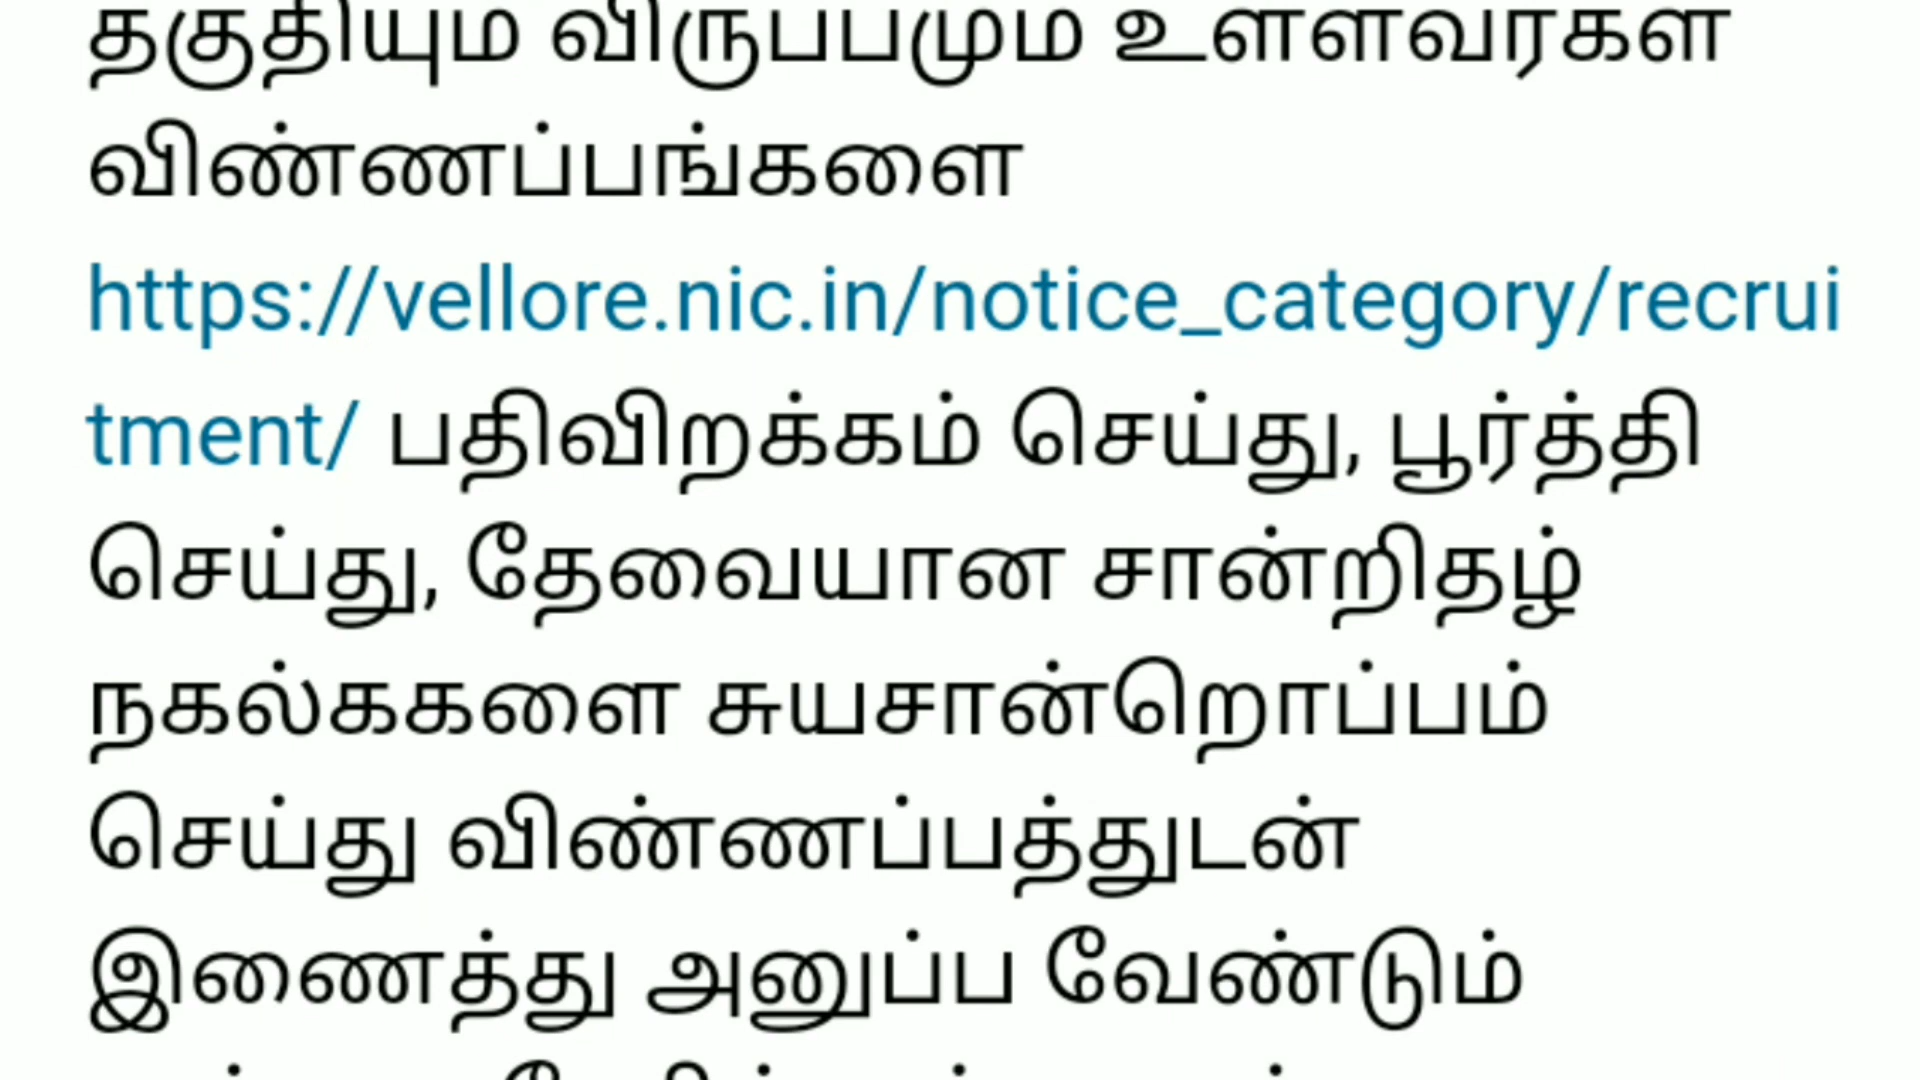 தகுதியும் விருப்பமும் உள்ளவர்கள்
விண்ணப்பங்களை
https://vellore.nic.in/notice_category/recrui
tment/ பதிவிறக்கம் செய்து, பூர்த்தி
செய்து, தேவையான சான்றிதழ்
நகல்ககளை சுயசான்றொப்பம்
செய்து விண்ணப்பத்துடன்
இணைத்து அனுப்ப வேண்டும்